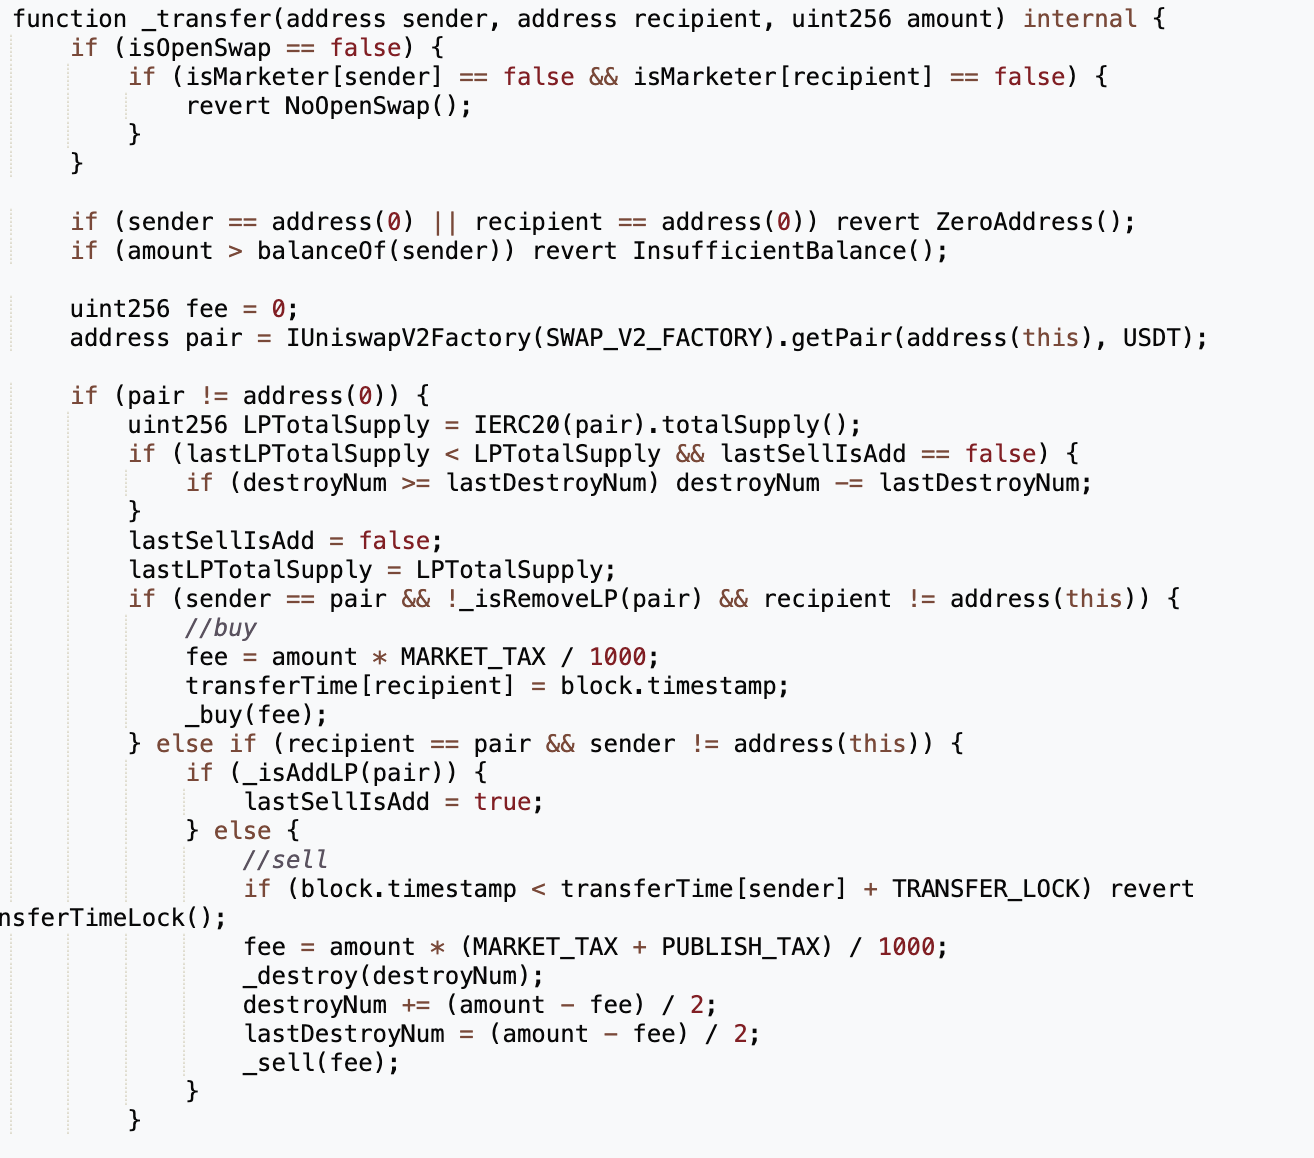 function _transfer(address sender, address recipient, uint256 amount) internal {
    if (isOpenSwap == false) {
        if (isMarketer[sender] == false && isMarketer[recipient] == false) {
            revert NoOpenSwap();
        }
    }

    if (sender == address(0) || recipient == address(0)) revert ZeroAddress();
    if (amount > balanceOf(sender)) revert InsufficientBalance();

    uint256 fee = 0;
    address pair = IUniswapV2Factory(SWAP_V2_FACTORY).getPair(address(this), USDT);

    if (pair != address(0)) {
        uint256 LPTotalSupply = IERC20(pair).totalSupply();
        if (lastLPTotalSupply < LPTotalSupply && lastSellIsAdd == false) {
            if (destroyNum >= lastDestroyNum) destroyNum -= lastDestroyNum;
        }
        lastSellIsAdd = false;
        lastLPTotalSupply = LPTotalSupply;
        if (sender == pair && !_isRemoveLP(pair) && recipient != address(this)) {
            //buy
            fee = amount * MARKET_TAX / 1000;
            transferTime[recipient] = block.timestamp;
            _buy(fee);
        } else if (recipient == pair && sender != address(this)) {
            if (_isAddLP(pair)) {
                lastSellIsAdd = true;
            } else {
                //sell
                if (block.timestamp < transferTime[sender] + TRANSFER_LOCK) revert
nsferTimeLock();
                fee = amount * (MARKET_TAX + PUBLISH_TAX) / 1000;
                _destroy(destroyNum);
                destroyNum += (amount - fee) / 2;
                lastDestroyNum = (amount - fee) / 2;
                _sell(fee);
            }
        }